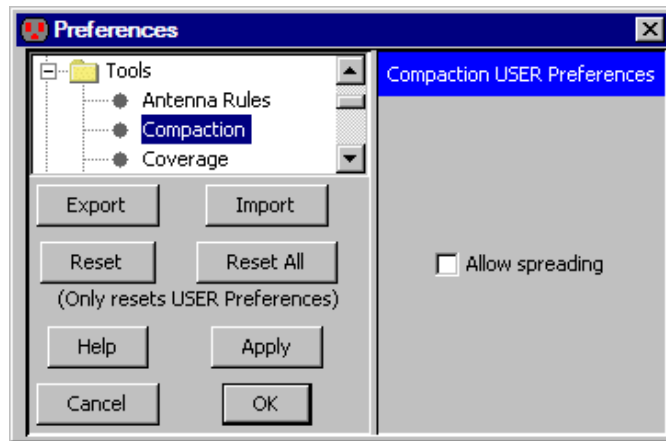 Preferences
Tools
Antenna Rules
Compaction
Coverage
Export
Import
Reset
Reset All
(Only resets USER Preferences)
Help
Apply
Cancel
OK
Compaction USER Preferences
Allow spreading